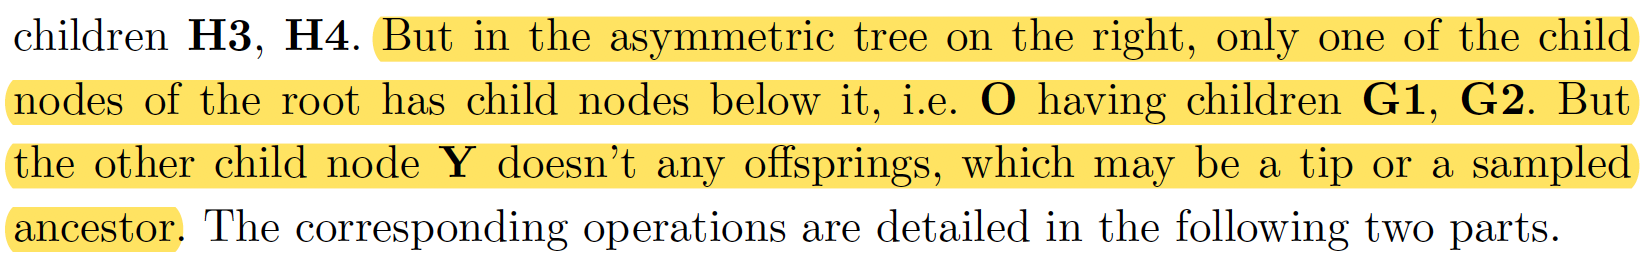 children H3, H4. But in the asymmetric tree on the right, only one of the child
nodes of the root has child nodes below it, i.e. O having children G1, G2. But
the other child node Y doesn't any offsprings, which may be a tip or a sampled
ancestor. The corresponding operations are detailed in the following two parts.